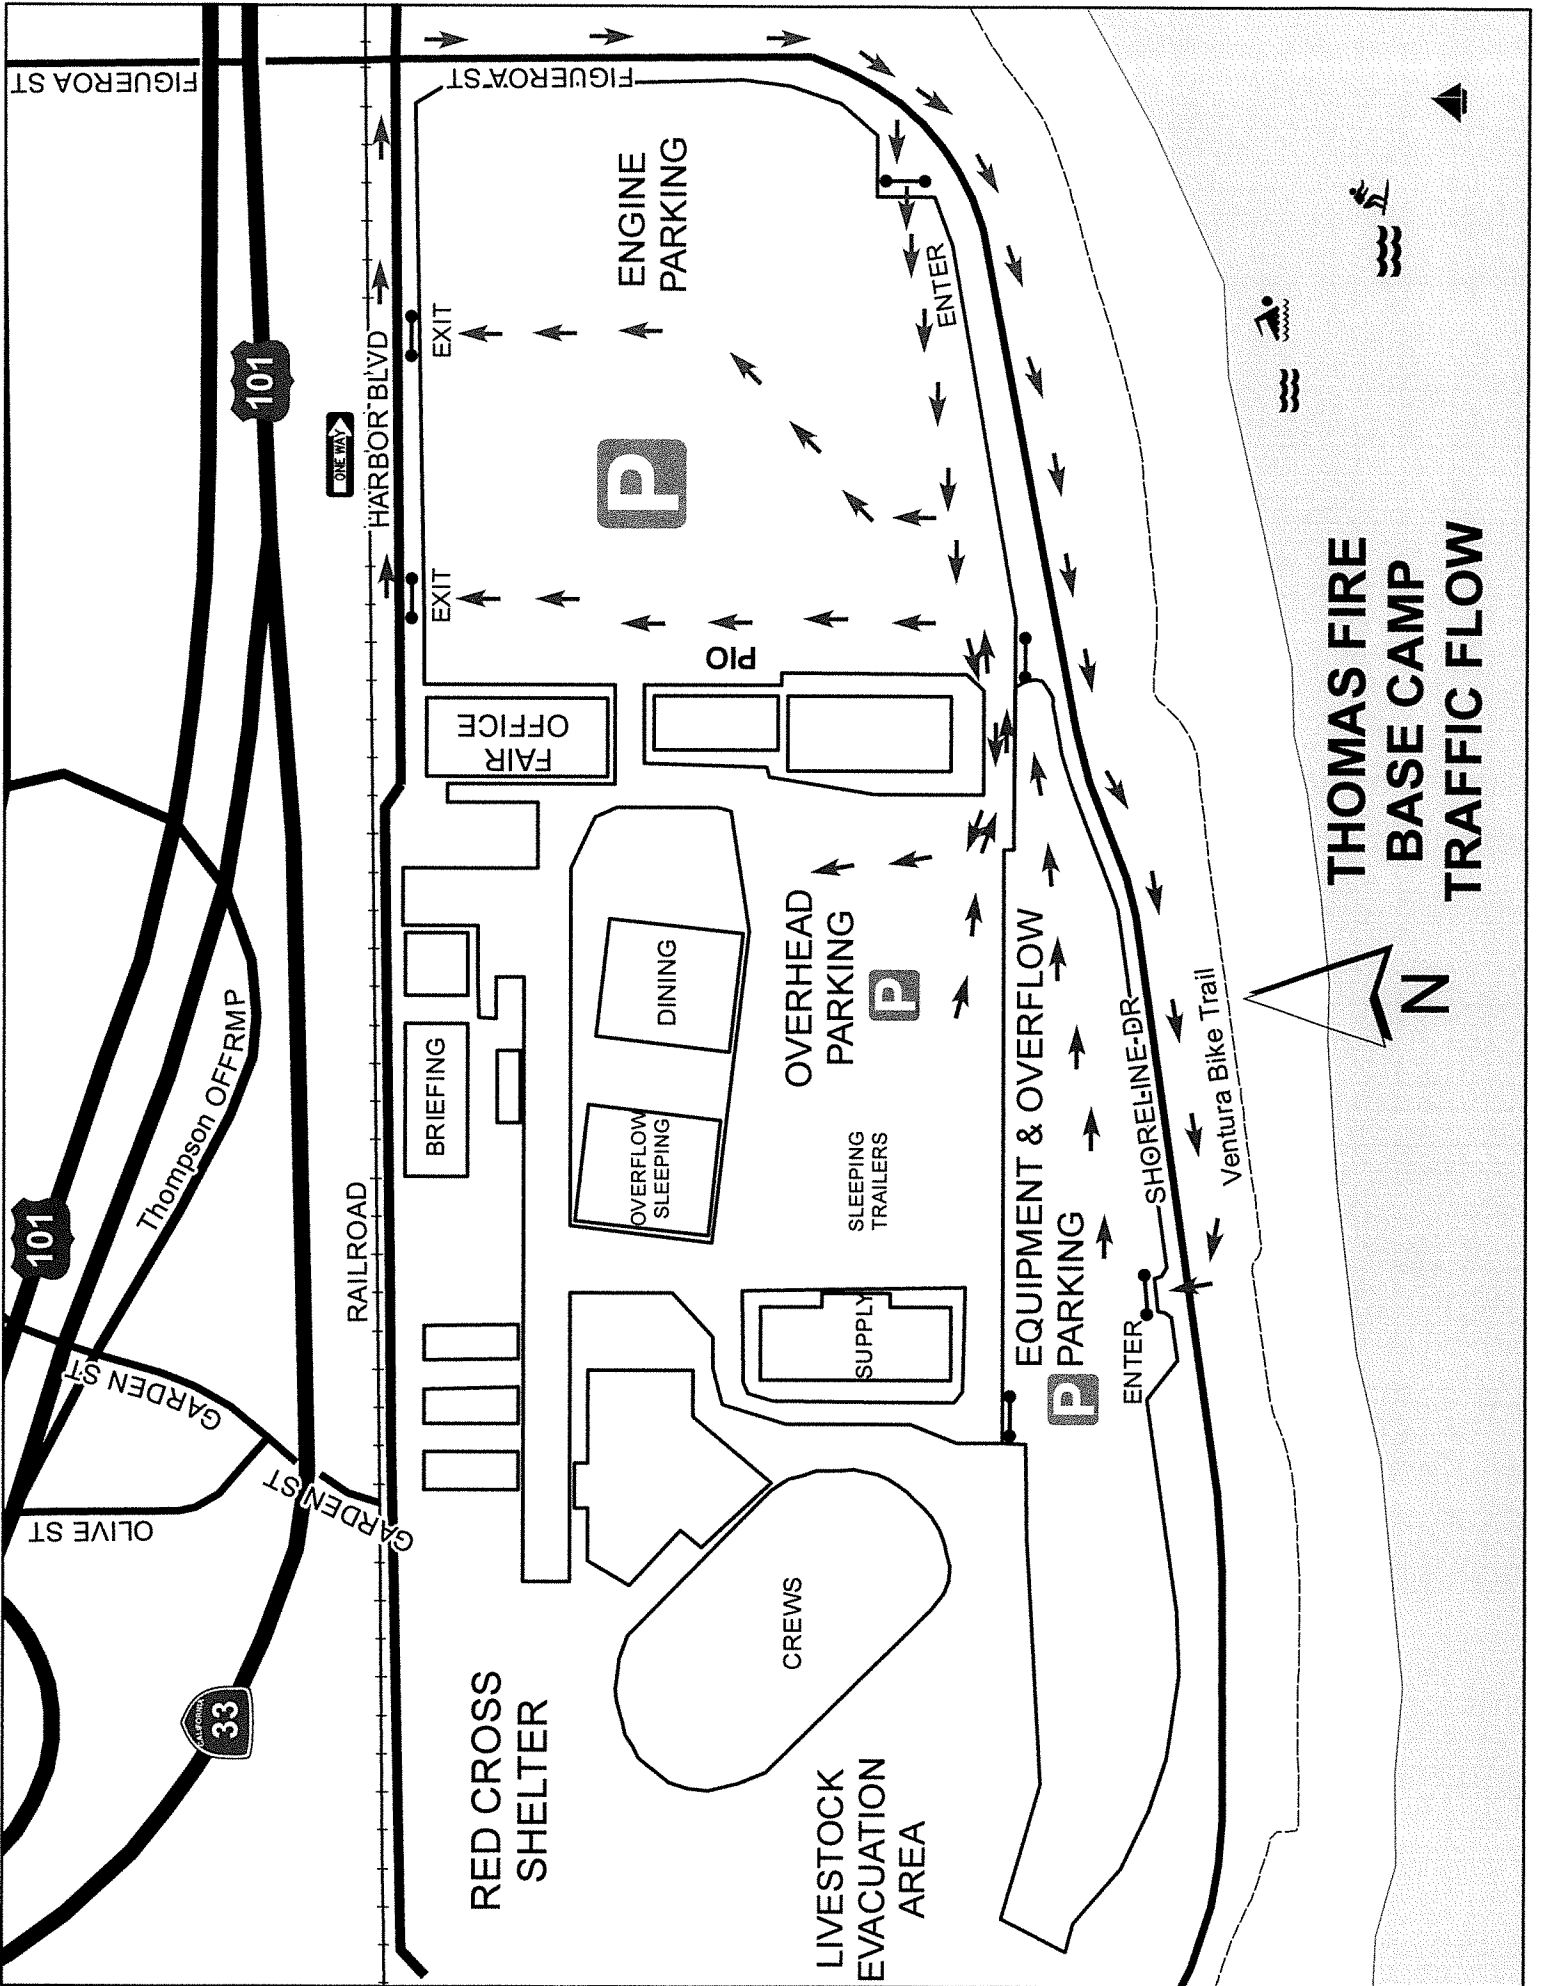 THOMAS FIRE
BASE CAMP
TRAFFIC FLOW
N
FIGUEROA ST
FIGUEROA ST
101
ONE WAY
HARBOR BLVD
EXIT
EXIT
ENGINE
PARKING
P
ENTER
PIO
FAIR
OFFICE
Thompson OFFRMP
101
RAILROAD
BRIEFING
DINING
OVERFLOW
SLEEPING
OVERHEAD
PARKING
P
SLEEPING
TRAILERS
EQUIPMENT & OVERFLOW
PARKING
P
SHORELINE DR
Ventura Bike Trail
ENTER
SUPPLY
GARDEN ST
GARDEN ST
GARDEN ST
OLIVE ST
CALIFORNIA
33
CREWS
RED CROSS
SHELTER
LIVESTOCK
EVACUATION
AREA